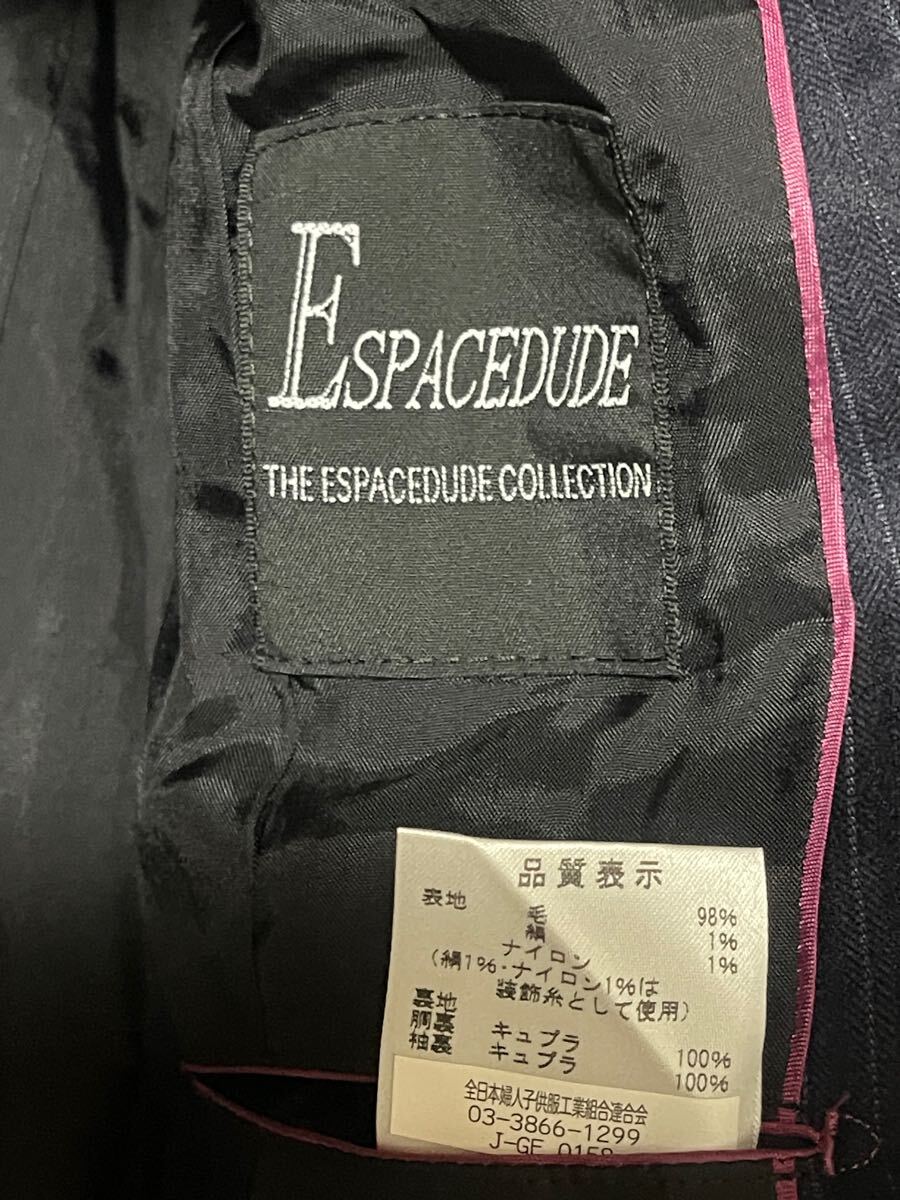 ESPACEDUDE
THE ESPACEDUDE COLLECTION
品質表示
表地 毛 98%
絹 1%
ナイロン 1%
(絹1%・ナイロン1%は
装飾糸として使用)
裏地
胴裏 キュプラ 100%
袖裏 キュプラ 100%
全日本婦人子供服工業組合連合会
03-3866-1299
J-GF 0158